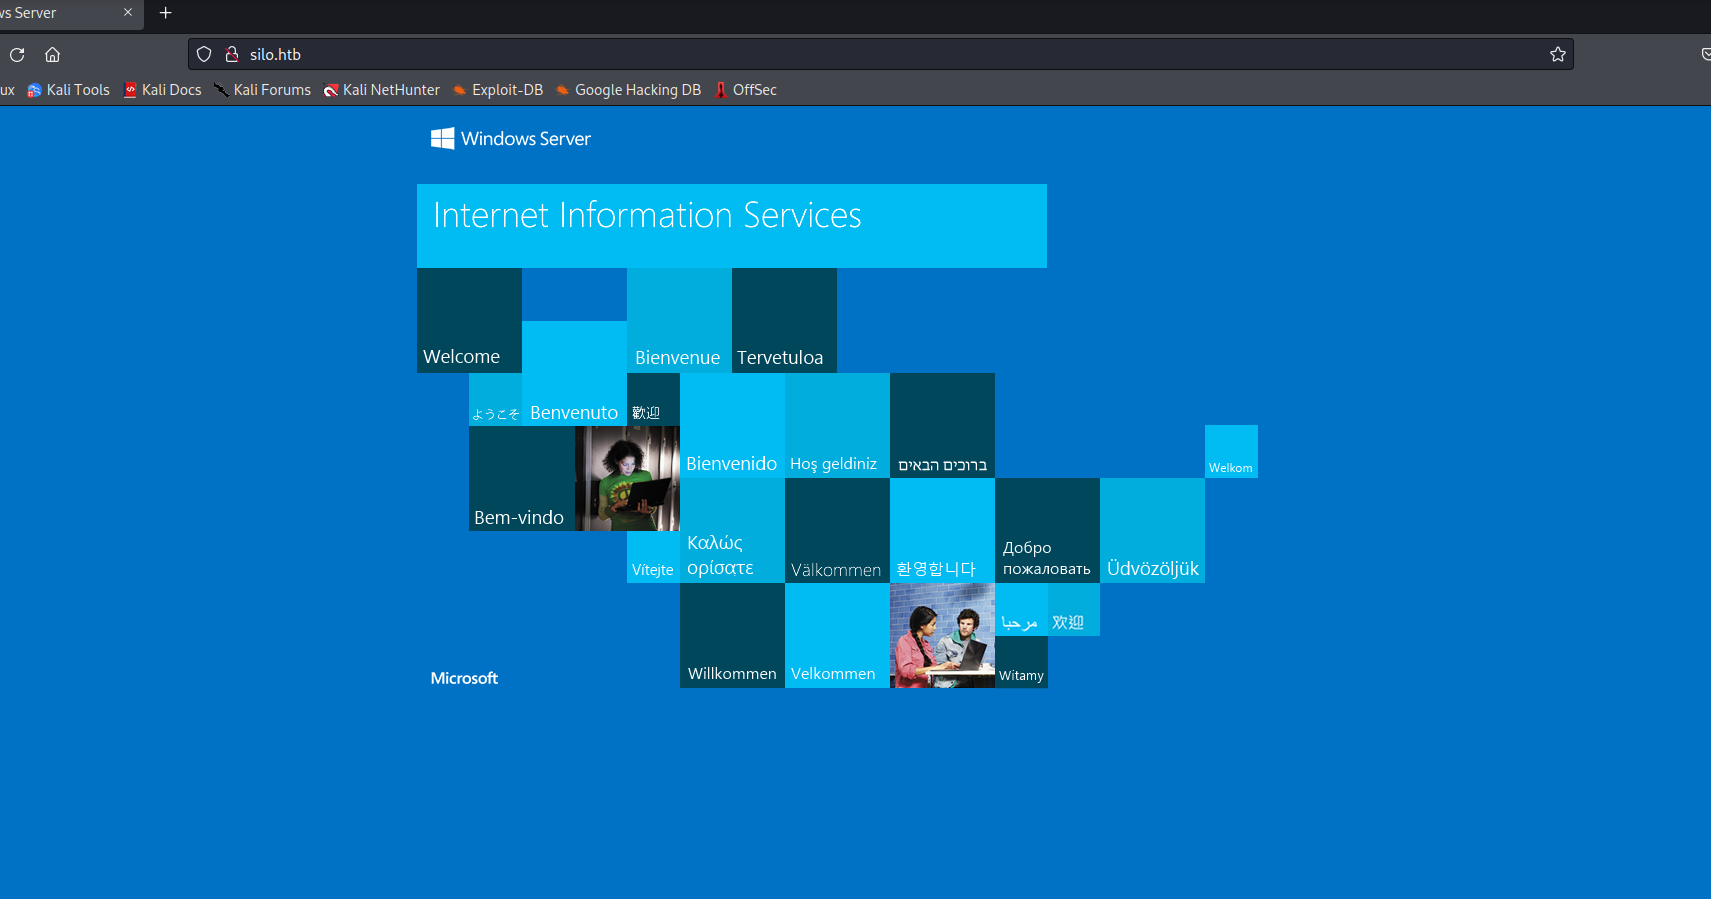 ws Server
silo.htb
ux
Kali Tools
Kali Docs
Kali Forums
Kali NetHunter
Exploit-DB
Google Hacking DB
OffSec
Windows Server
Internet Information Services
Welcome
Bienvenue
Tervetuloa
ようこそ
Benvenuto
歡迎
Bienvenido
Hoş geldiniz
ברוכים הבאים
Welkom
Bem-vindo
Vítejte
Καλώς
ορίσατε
Välkommen
환영합니다
Добро
пожаловать
Üdvözöljük
مرحبا
欢迎
Willkommen
Velkommen
Witamy
Microsoft